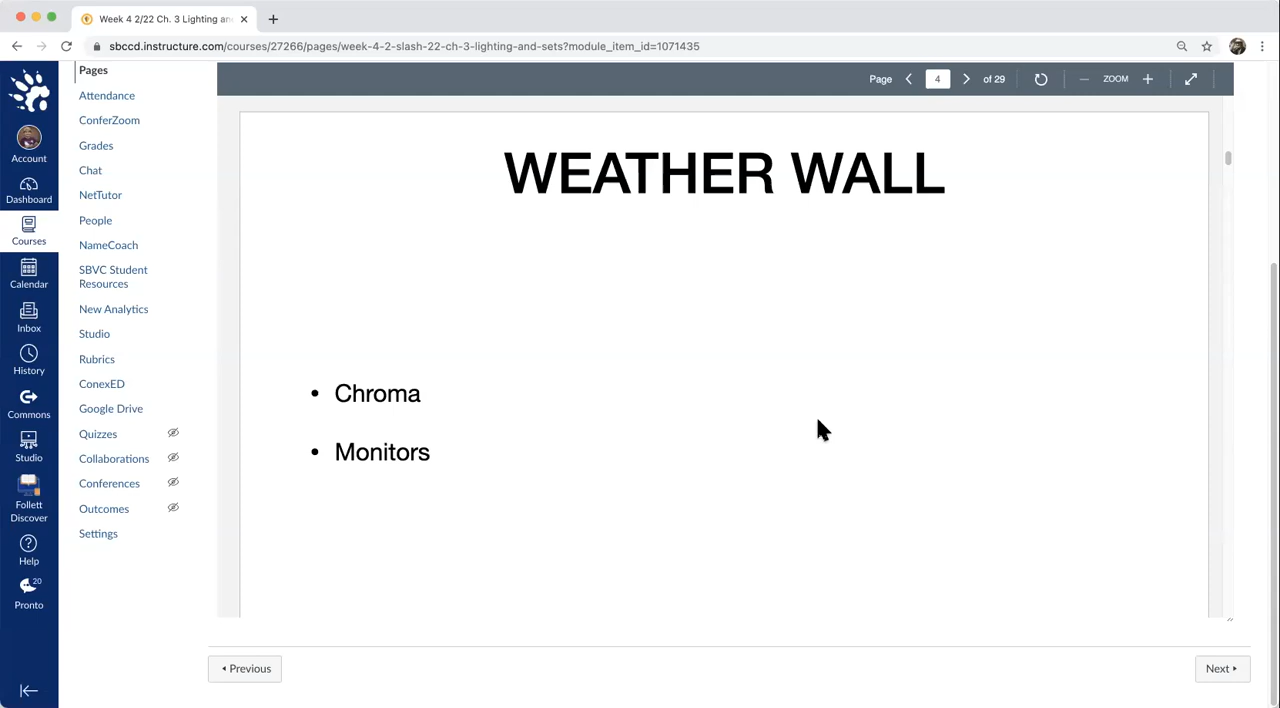 Week 4 2/22 Ch. 3 Lighting an
sbccd.instructure.com/courses/27266/pages/week-4-2-slash-22-ch-3-lighting-and-sets?module_item_id=1071435
Account
Dashboard
Courses
Calendar
Inbox
History
Commons
Studio
Follett
Discover
Help
20
Pronto
Pages
Attendance
ConferZoom
Grades
Chat
NetTutor
People
NameCoach
SBVC Student
Resources
New Analytics
Studio
Rubrics
ConexED
Google Drive
Quizzes
Collaborations
Conferences
Outcomes
Settings
Page 4 of 29 ZOOM
WEATHER WALL
• Chroma
• Monitors
Previous
Next